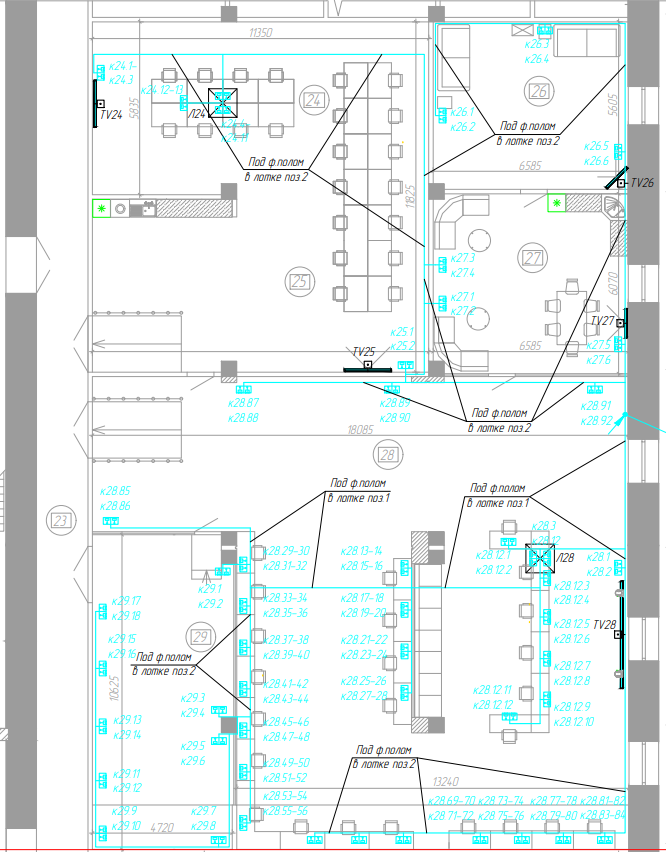 11350
к24.1-
к24.3
к24.12-13
5835
TV24
Л24
24
Под ф.полом
в лотке поз.2
11825
к26.3
к26.4
26
5605
к26.1
к26.2
Под ф.полом
в лотке поз.2
к26.5
к26.6
6585
TV26
25
к27.3
к27.4
27
6070
к27.1
к27.2
TV27
к25.1
к25.2
TV25
6585
к27.5
к27.6
к28.87
к28.88
к28.89
к28.90
Под ф.полом
в лотке поз.2
к28.91
к28.92
18085
28
к28.85
к28.86
Под ф.полом
в лотке поз.1
Под ф.полом
в лотке поз.1
23
к28.3
к28.12
к28.29-30
к28.31-32
к28.13-14
к28.15-16
к28.12.1
к28.12.2
Л28
к28.1
к28.2
к29.1
к29.2
к28.12.3
к28.12.4
к29.17
к29.18
к28.33-34
к28.35-36
к28.17-18
к28.19-20
к28.12.5
к28.12.6
TV28
29
к29.15
к29.16
к28.37-38
к28.39-40
к28.21-22
к28.23-24
Под ф.полом
в лотке поз.2
к28.12.7
к28.12.8
10625
к28.41-42
к28.43-44
к28.25-26
к28.27-28
к28.12.11
к28.12.12
к29.3
к29.4
к28.12.9
к28.12.10
к29.13
к29.14
к28.45-46
к28.47-48
к29.5
к29.6
Под ф.полом
в лотке поз.2
к29.11
к29.12
к28.49-50
к28.51-52
13240
к28.53-54
к28.55-56
к28.69-70
к28.71-72
к28.73-74
к28.75-76
к28.77-78
к28.79-80
к28.81-82
к28.83-84
к29.9
к29.10
к29.7
к29.8
4720